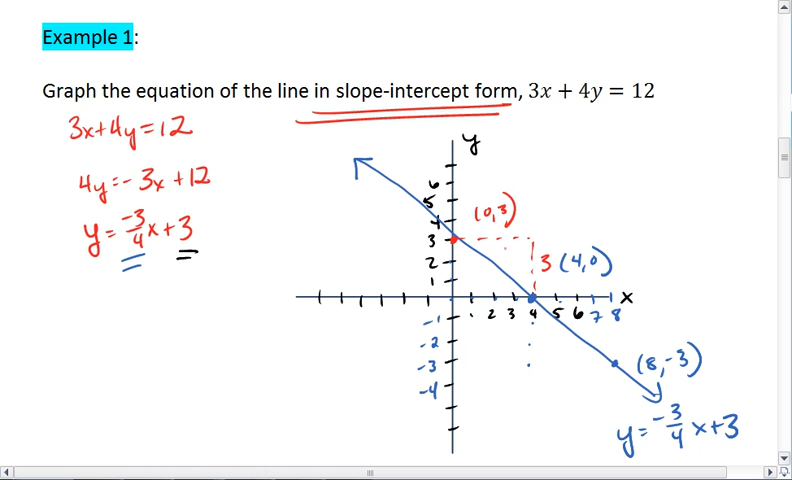 Example 1:
Graph the equation of the line in slope-intercept form, 3x + 4y = 12
3x+4y=12
4y=-3x+12
y=-3/4x+3
y
6
5
4
3
2
1
(0,3)
3 (4,0)
x
2 3 4 5 6 7 8
-1
-2
-3
-4
(8,-3)
y=-3/4x+3